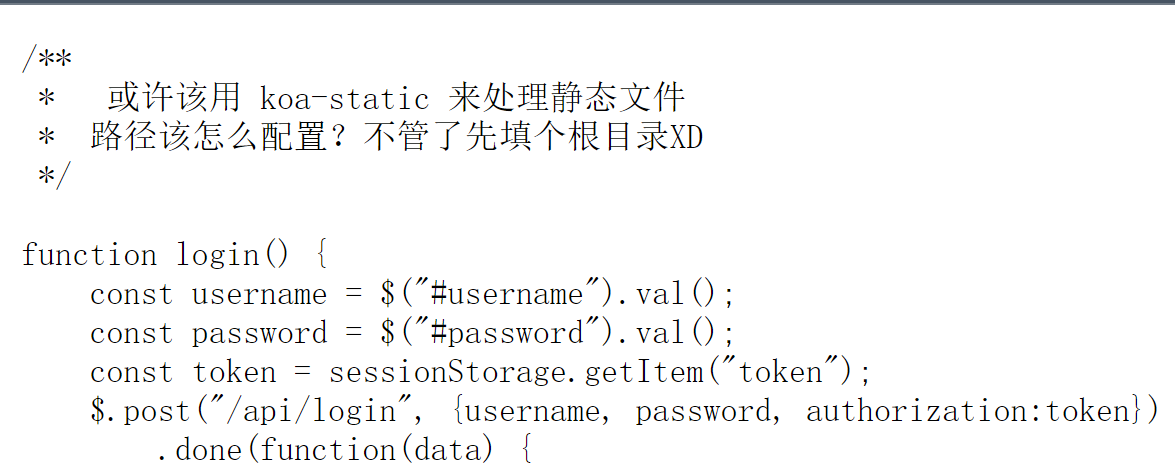 /**
 *   或许该用 koa-static 来处理静态文件
 *  路径该怎么配置？不管了先填个根目录XD
 */

function login() {
    const username = $("#username").val();
    const password = $("#password").val();
    const token = sessionStorage.getItem("token");
    $.post("/api/login", {username, password, authorization:token})
        .done(function(data) {